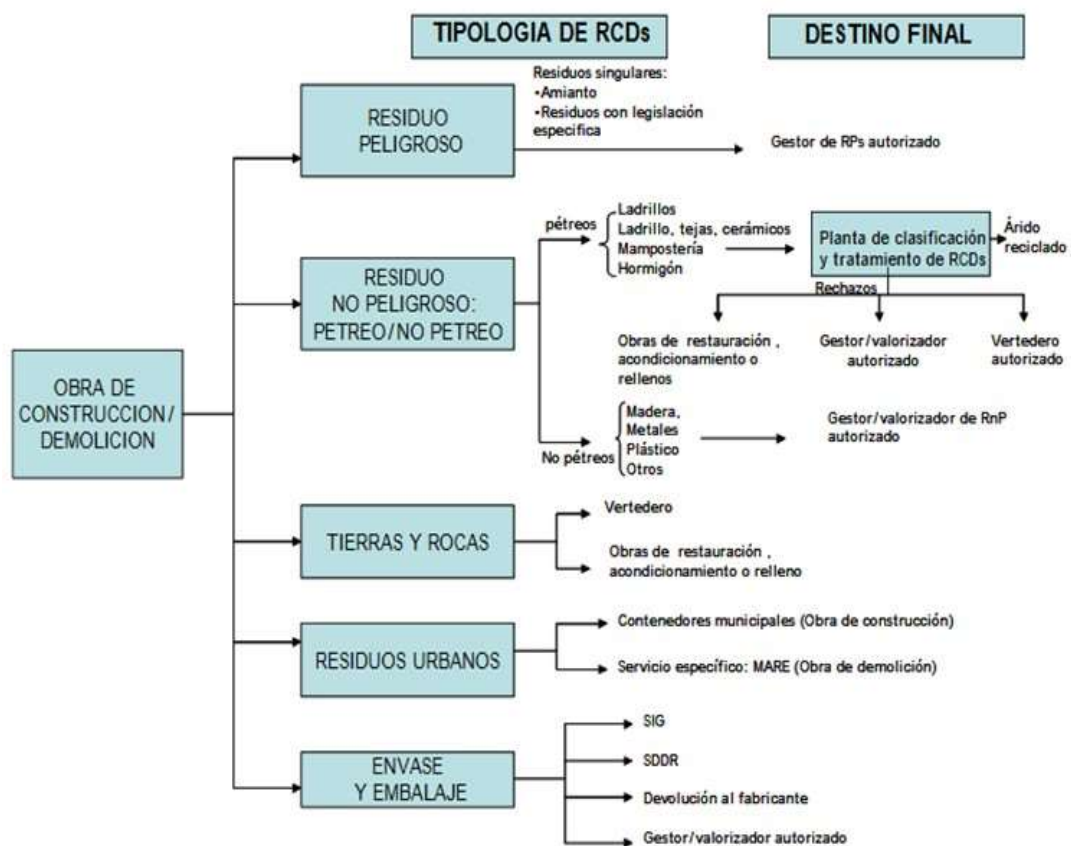 TIPOLOGIA DE RCDs
DESTINO FINAL
RESIDUO
PELIGROSO
Residuos singulares:
•Amianto
•Residuos con legislación
especifica
Gestor de RPs autorizado
OBRA DE
CONSTRUCCION/
DEMOLICION
RESIDUO
NO PELIGROSO:
PETREO/NO PETREO
pétreos
Ladrillos
Ladrillo, tejas, cerámicos
Mampostería
Hormigón
Planta de clasificación
y tratamiento de RCDs
Árido
reciclado
Rechazos
Obras de restauración ,
acondicionamiento o
rellenos
Gestor/valorizador
autorizado
Vertedero
autorizado
No pétreos
Madera,
Metales
Plástico
Otros
Gestor/valorizador de RnP
autorizado
TIERRAS Y ROCAS
Vertedero
Obras de restauración ,
acondicionamiento o relleno
RESIDUOS URBANOS
Contenedores municipales (Obra de construcción)
Servicio específico: MARE (Obra de demolición)
ENVASE
Y EMBALAJE
SIG
SDDR
Devolución al fabricante
Gestor/valorizador autorizado